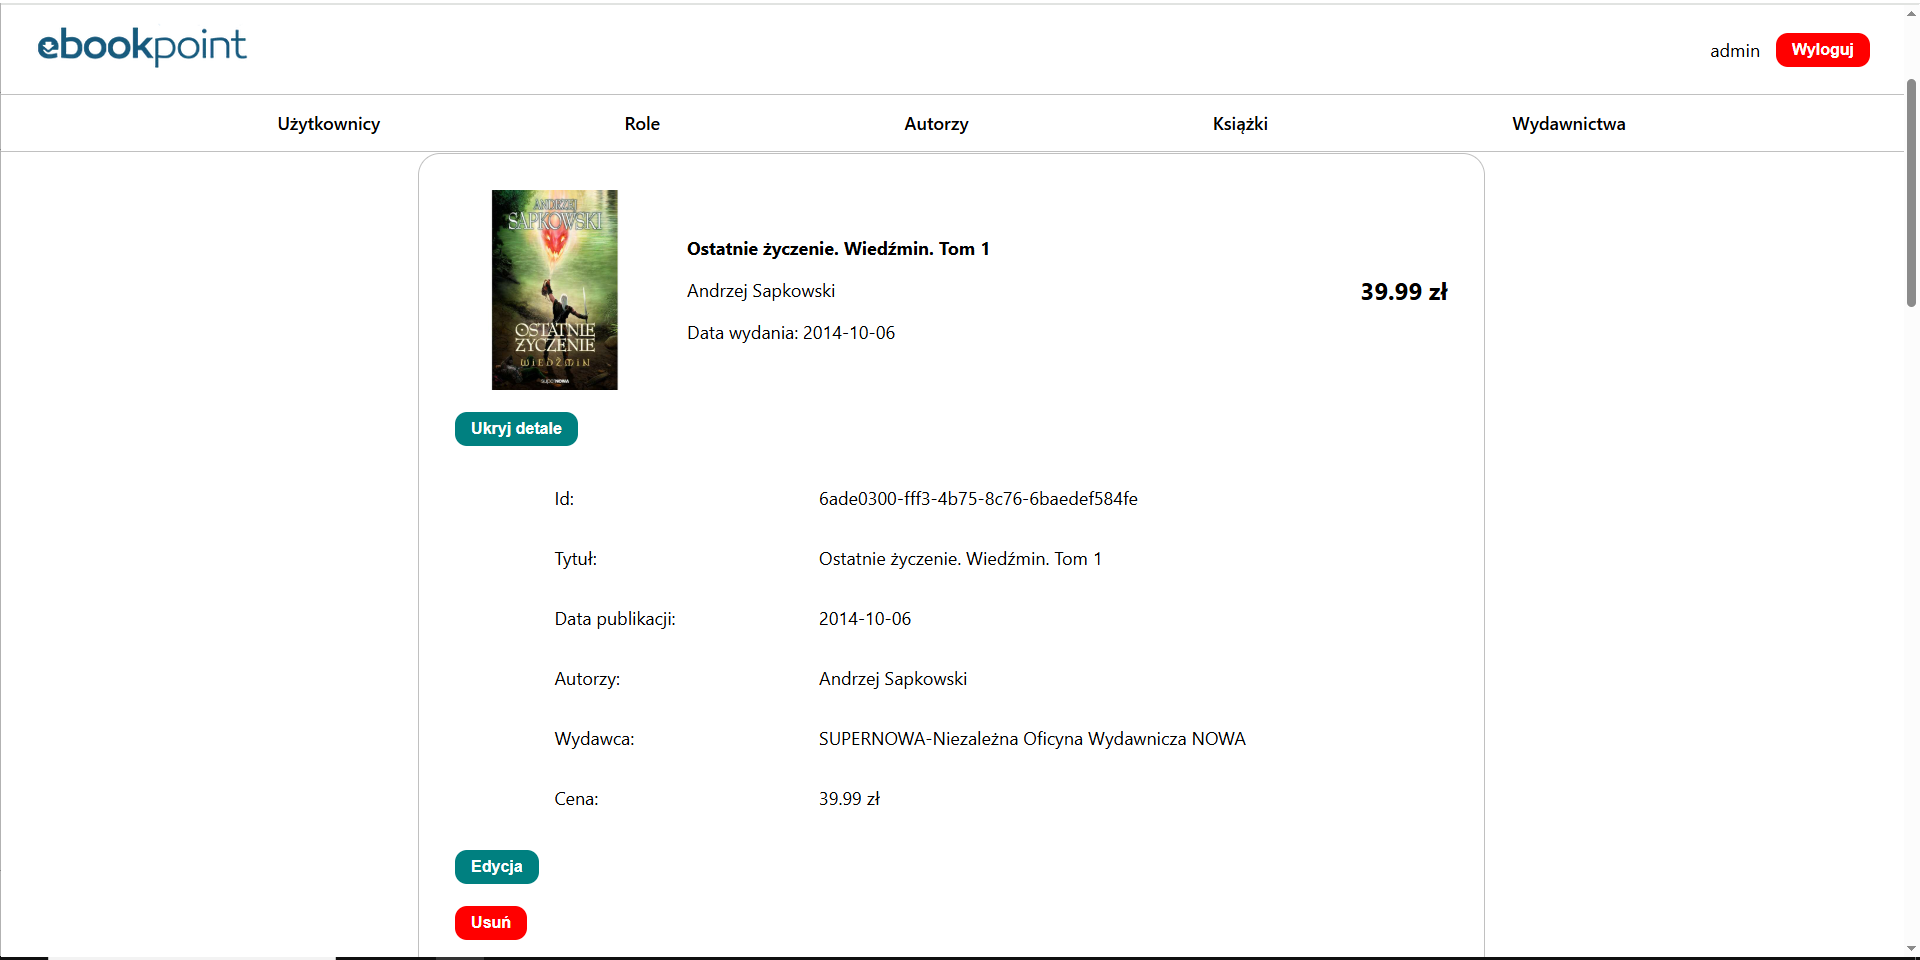 ebookpoint
admin
Wyloguj
Użytkownicy
Role
Autorzy
Książki
Wydawnictwa
ANDRZEJ
SAPKOWSKI
OSTATNIE
ŻYCZENIE
WIEDŹMIN
superNOWA
Ostatnie życzenie. Wiedźmin. Tom 1
Andrzej Sapkowski
39.99 zł
Data wydania: 2014-10-06
Ukryj detale
Id: 6ade0300-fff3-4b75-8c76-6baedef584fe
Tytuł: Ostatnie życzenie. Wiedźmin. Tom 1
Data publikacji: 2014-10-06
Autorzy: Andrzej Sapkowski
Wydawca: SUPERNOWA-Niezależna Oficyna Wydawnicza NOWA
Cena: 39.99 zł
Edycja
Usuń